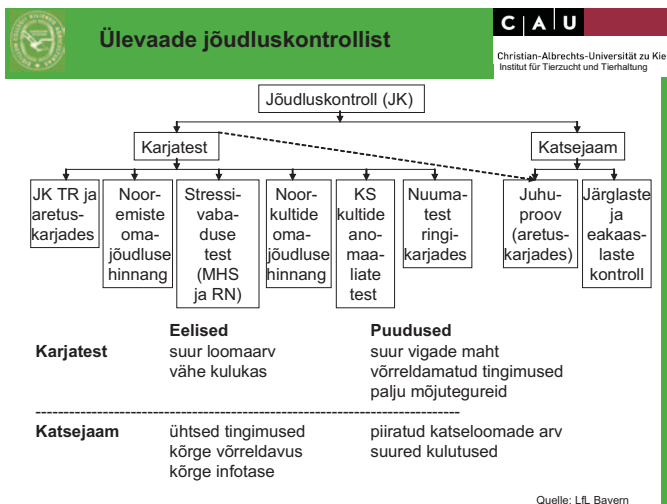 Ülevaade jõudluskontrollist
C A U
Christian-Albrechts-Universität zu Kie
Institut für Tierzucht und Tierhaltung
Jõudluskontroll (JK)
Karjatest
Katsejaam
JK TR ja
aretus-
karjades
Noor-
emiste
oma-
jõudluse
hinnang
Stressi-
vaba-
duse
test
(MHS
ja RN)
Noor-
kultide
oma-
jõudluse
hinnang
KS
kultide
ano-
maa-
liate
test
Nuuma-
test
ringi-
karjades
Juhu-
proov
(aretus-
karjades)
Järglaste
ja
eakaas-
laste
kontroll
Eelised Puudused
Karjatest suur loomaarv suur vigade maht
vähe kulukas võrreldamatud tingimused
palju mõjutegureid
Katsejaam ühtsed tingimused piiratud katseloomade arv
kõrge võrreldavus suured kulutused
kõrge infotase
Quelle: LfL Bayern